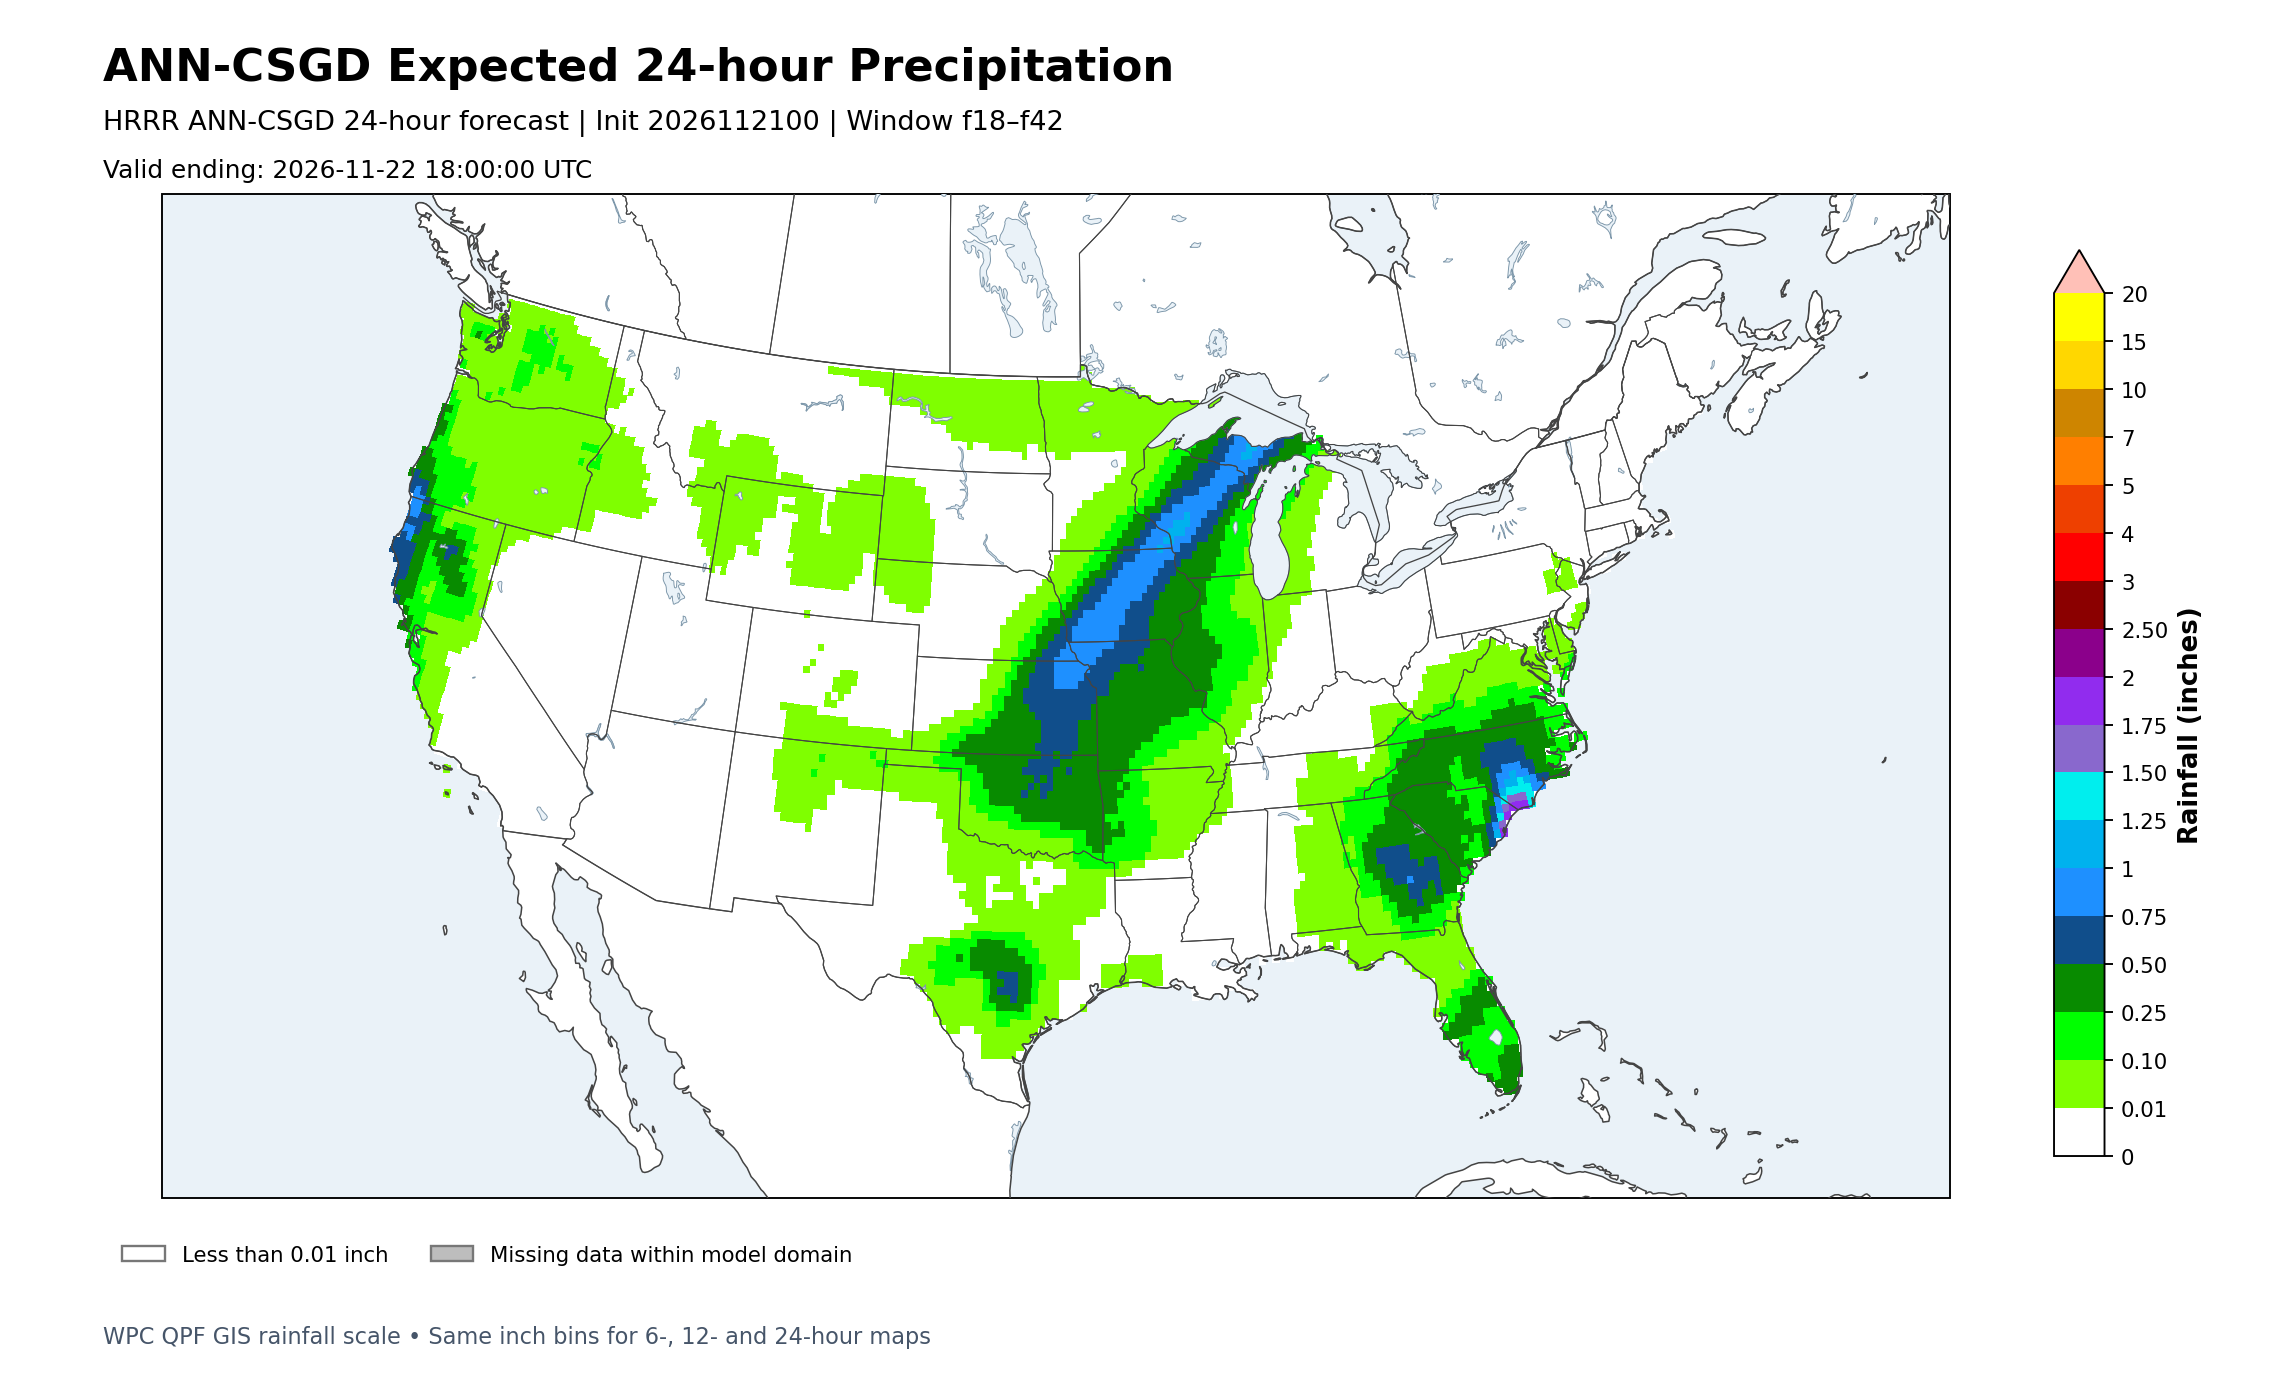 ANN-CSGD Expected 24-hour Precipitation
HRRR ANN-CSGD 24-hour forecast | Init 2026112100 | Window f18–f42
Valid ending: 2026-11-22 18:00:00 UTC
20
15
10
7
5
4
3
2.50
2
1.75
1.50
1.25
1
0.75
0.50
0.25
0.10
0.01
0
Rainfall (inches)
Less than 0.01 inch
Missing data within model domain
WPC QPF GIS rainfall scale • Same inch bins for 6-, 12- and 24-hour maps